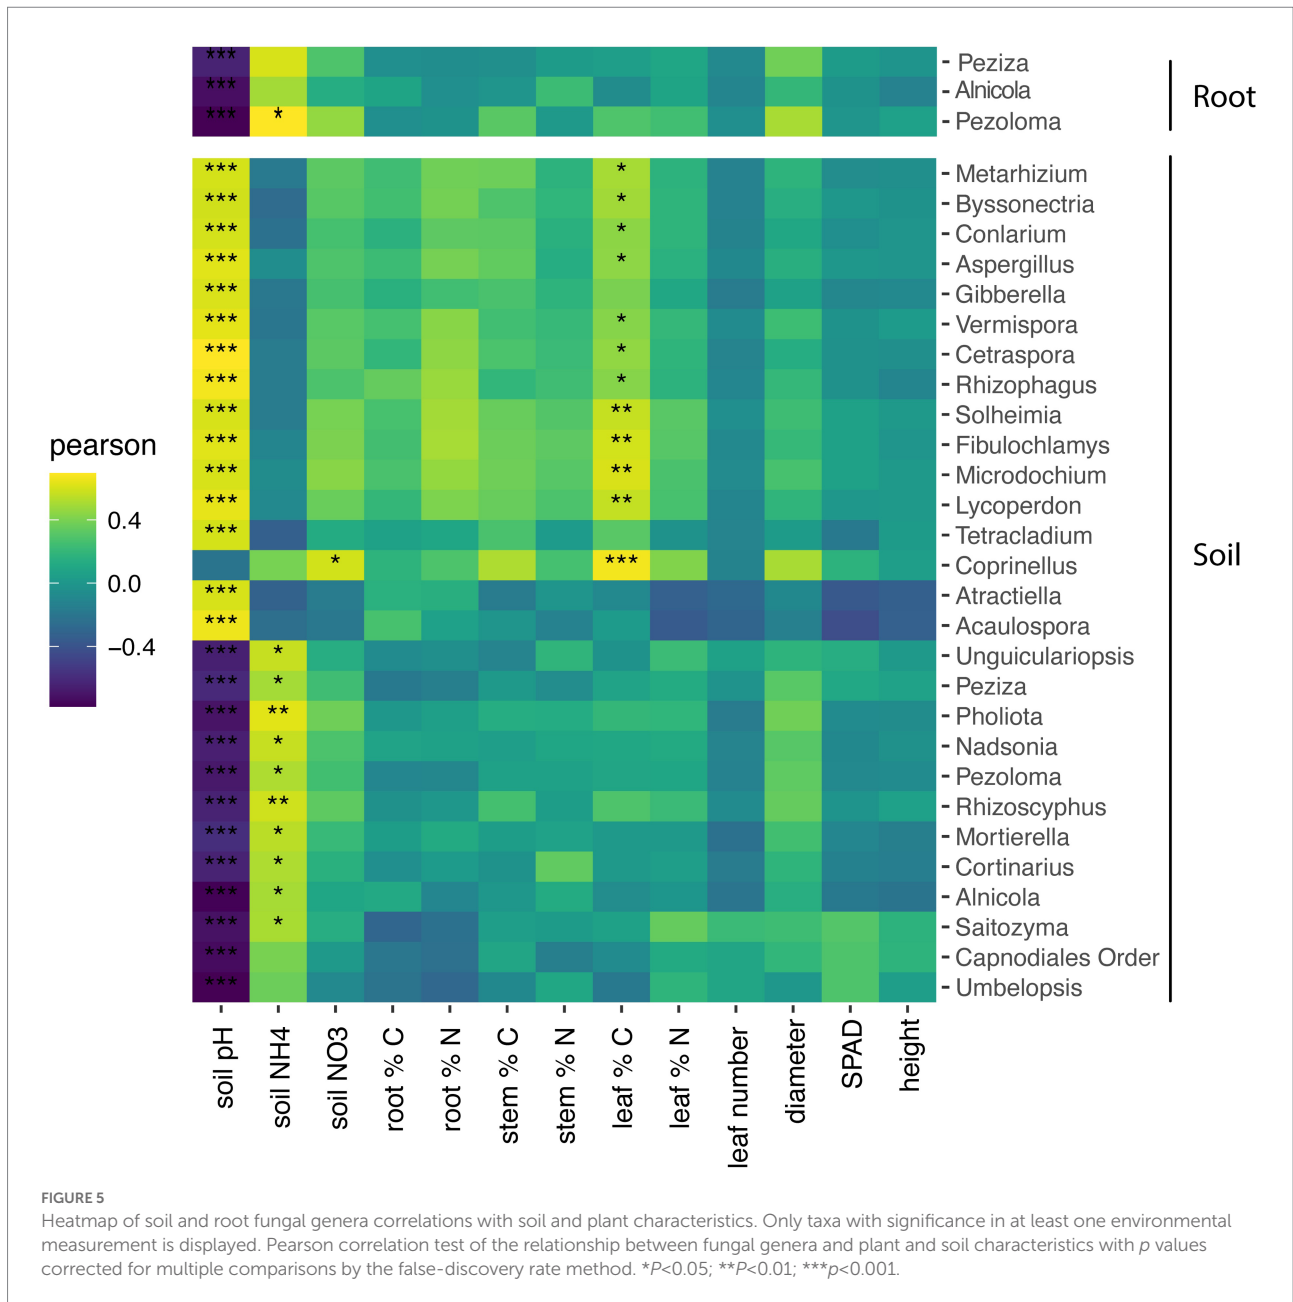 ***
Peziza
***
Alnicola
*** *
Pezoloma
Root
*** *
Metarhizium
*** *
Byssonectria
*** *
Conlarium
*** *
Aspergillus
***
Gibberella
*** *
Vermispora
*** *
Cetraspora
*** *
Rhizophagus
*** **
Solheimia
*** **
Fibulochlamys
*** **
Microdochium
*** **
Lycoperdon
***
Tetracladium
* ***
Coprinellus
***
Atractiella
***
Acaulospora
*** *
Unguiculariopsis
*** *
Peziza
*** **
Pholiota
*** *
Nadsonia
*** *
Pezoloma
*** **
Rhizoscyphus
*** *
Mortierella
*** *
Cortinarius
*** *
Alnicola
*** *
Saitozyma
***
Capnodiales Order
***
Umbelopsis
Soil
pearson
0.4
0.0
−0.4
soil pH
soil NH4
soil NO3
root % C
root % N
stem % C
stem % N
leaf % C
leaf % N
leaf number
diameter
SPAD
height
FIGURE 5
Heatmap of soil and root fungal genera correlations with soil and plant characteristics. Only taxa with significance in at least one environmental
measurement is displayed. Pearson correlation test of the relationship between fungal genera and plant and soil characteristics with p values
corrected for multiple comparisons by the false-discovery rate method. *P<0.05; **P<0.01; ***p<0.001.